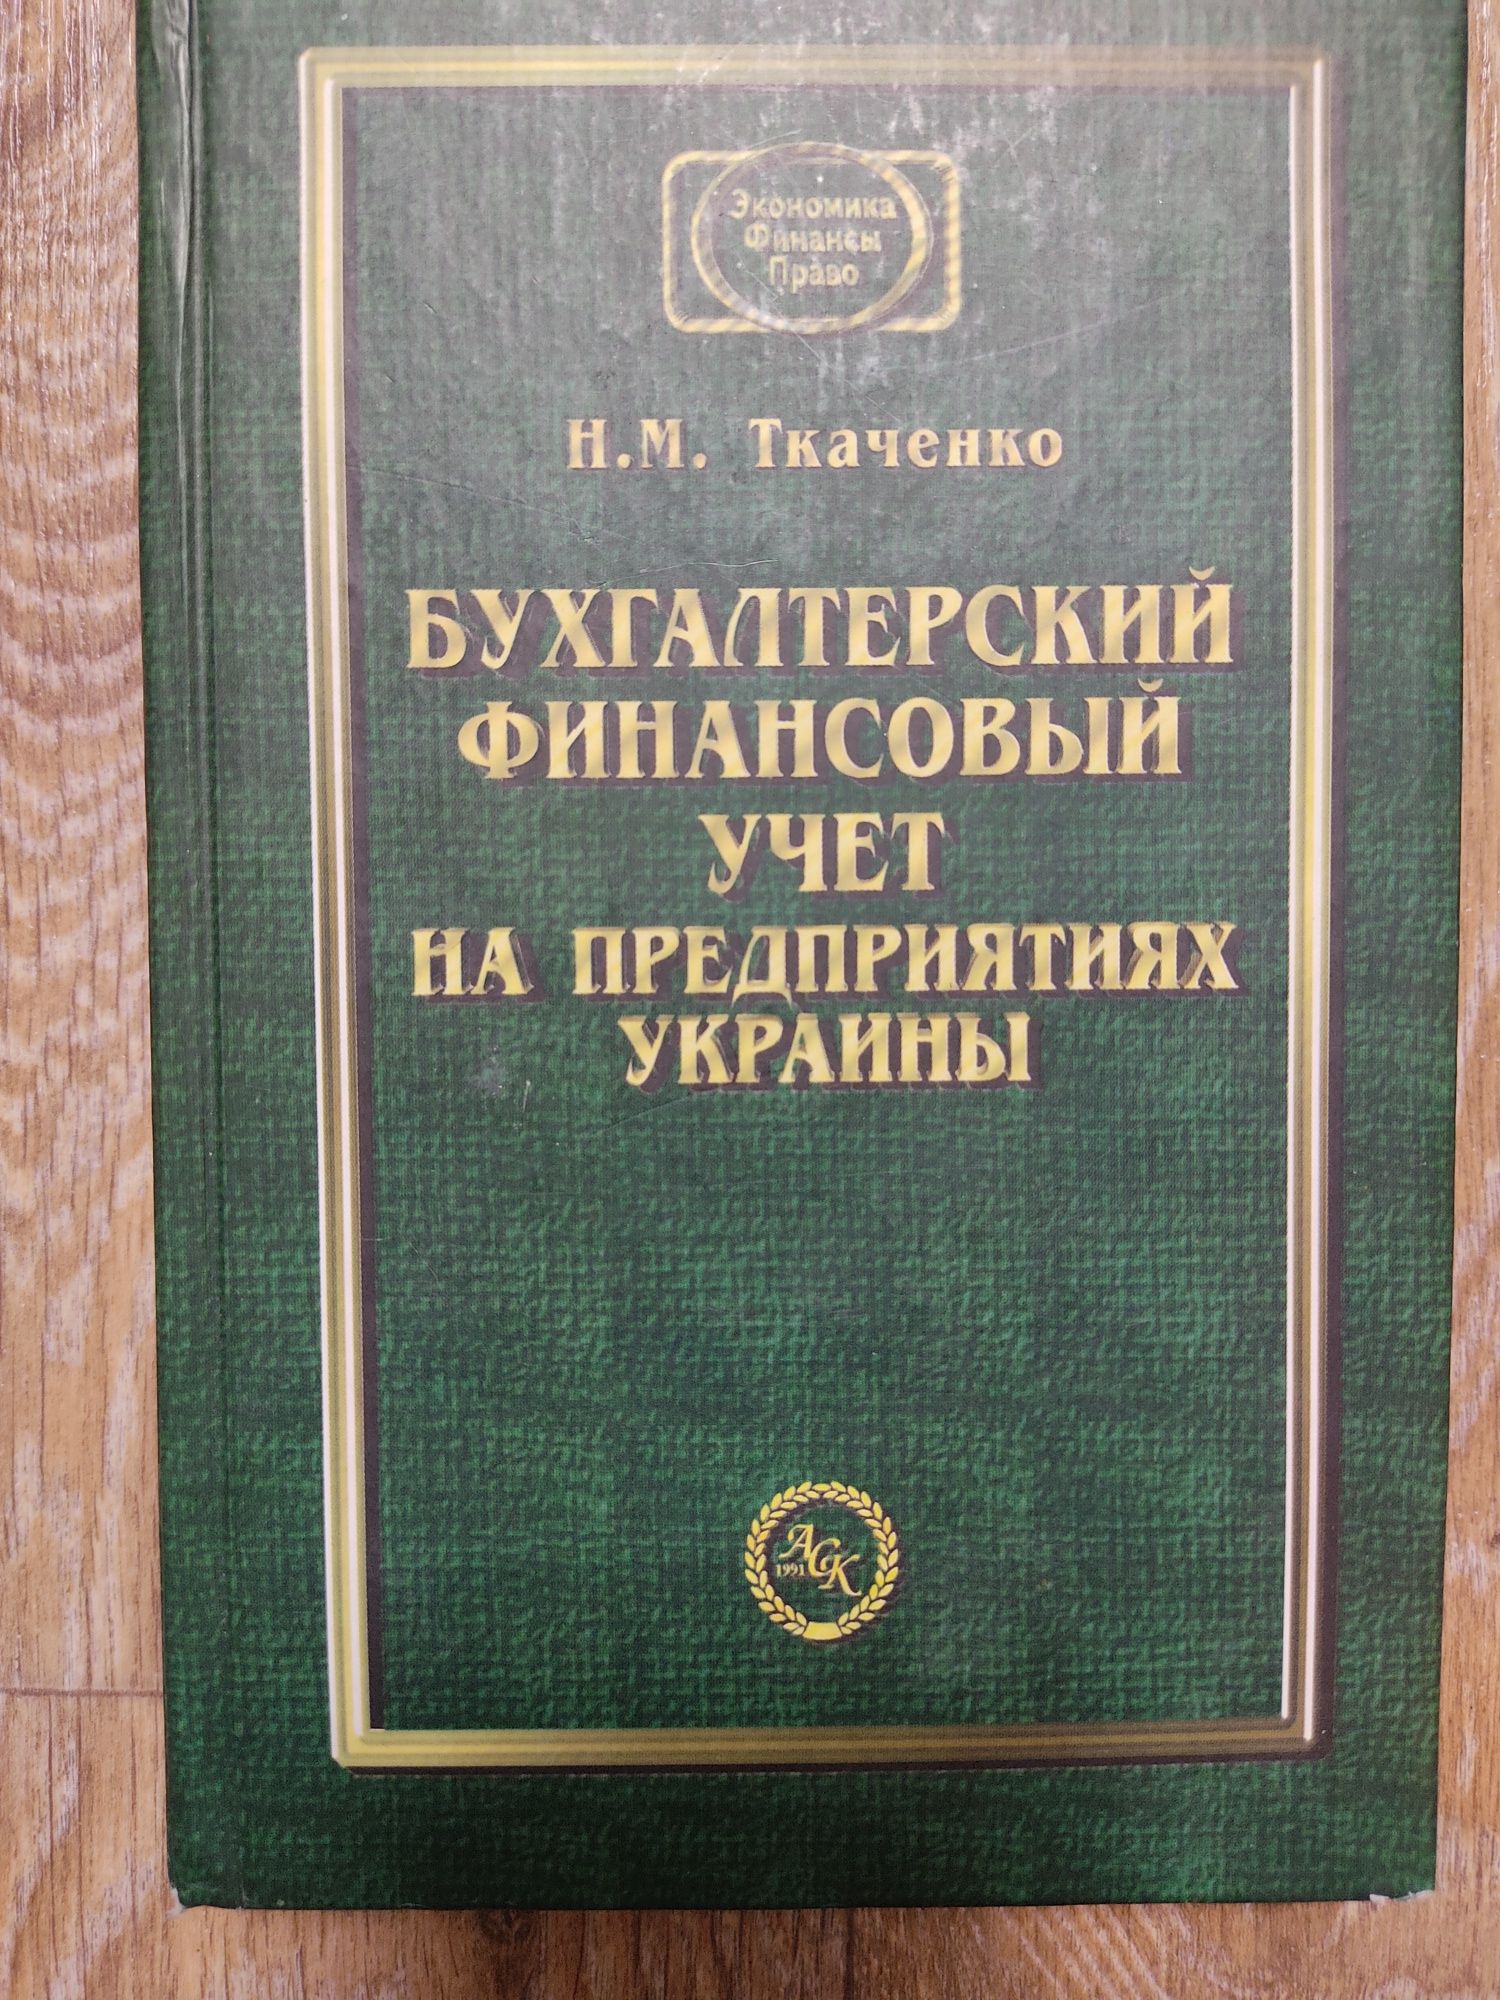 Экономика
Финансы
Право
Н.М. Ткаченко
БУХГАЛТЕРСКИЙ
ФИНАНСОВЫЙ
УЧЕТ
НА ПРЕДПРИЯТИЯХ
УКРАИНЫ
АСК
1991